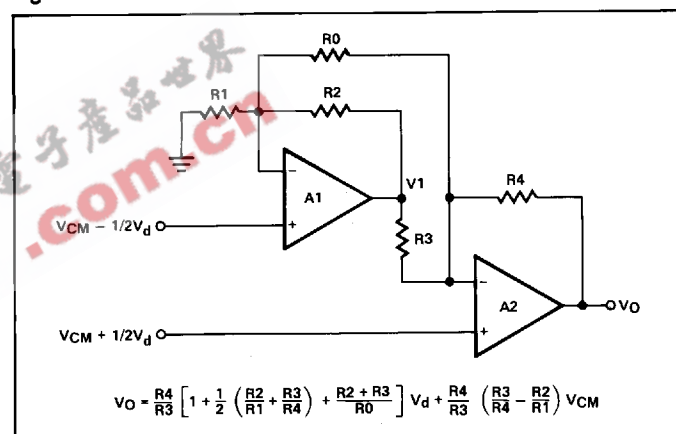 R0
R1
R2
電子產品世界
.com.cn
V1
R4
A1
VCM − 1/2Vd
R3
A2
VO
VCM + 1/2Vd
VO = R4/R3 [1 + 1/2 (R2/R1 + R3/R4) + (R2 + R3)/R0] Vd + R4/R3 (R3/R4 − R2/R1) VCM